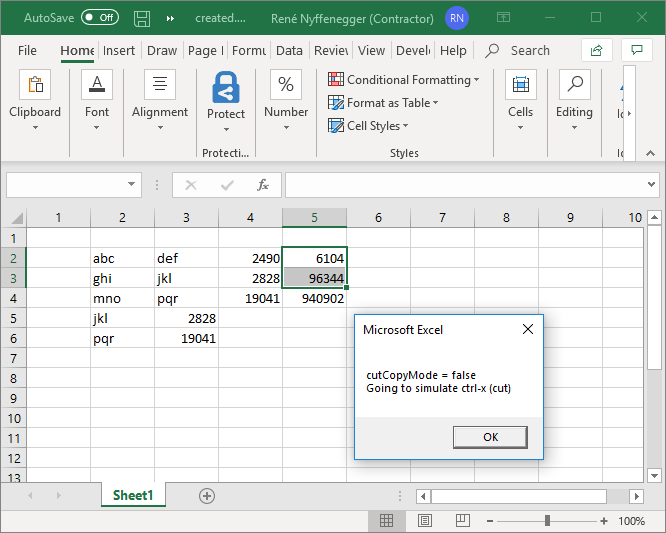 AutoSave Off created.... René Nyffenegger (Contractor) RN
File Home Insert Draw Page l Formu Data Review View Develo Help Search
Clipboard Font Alignment Protect Number Conditional Formatting Format as Table Cell Styles Cells Editing
Protecti... Styles
fx
1 2 3 4 5 6 7 8 9 10
1
2 abc def 2490 6104
3 ghi jkl 2828 96344
4 mno pqr 19041 940902
5 jkl 2828
6 pqr 19041
7
8
9
10
11
12
13
Microsoft Excel
cutCopyMode = false
Going to simulate ctrl-x (cut)
OK
Sheet1
100%